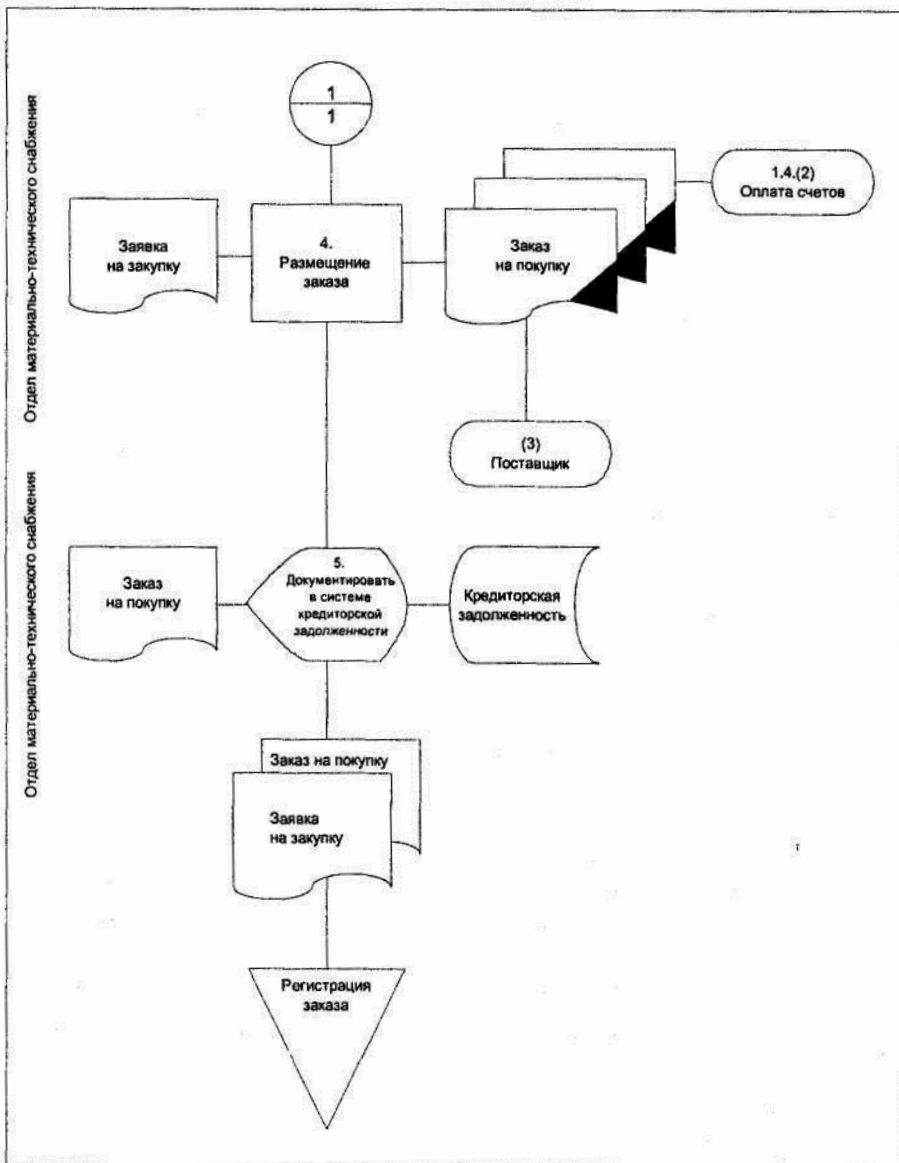 Отдел материально-технического снабжения
1
1
1.4.(2)
Оплата счетов
Заявка
на закупку
4.
Размещение
заказа
Заказ
на покупку
(3)
Поставщик
Отдел материально-технического снабжения
Заказ
на покупку
5.
Документировать
в системе
кредиторской
задолженности
Кредиторская
задолженность
Заказ на покупку
Заявка
на закупку
Регистрация
заказа